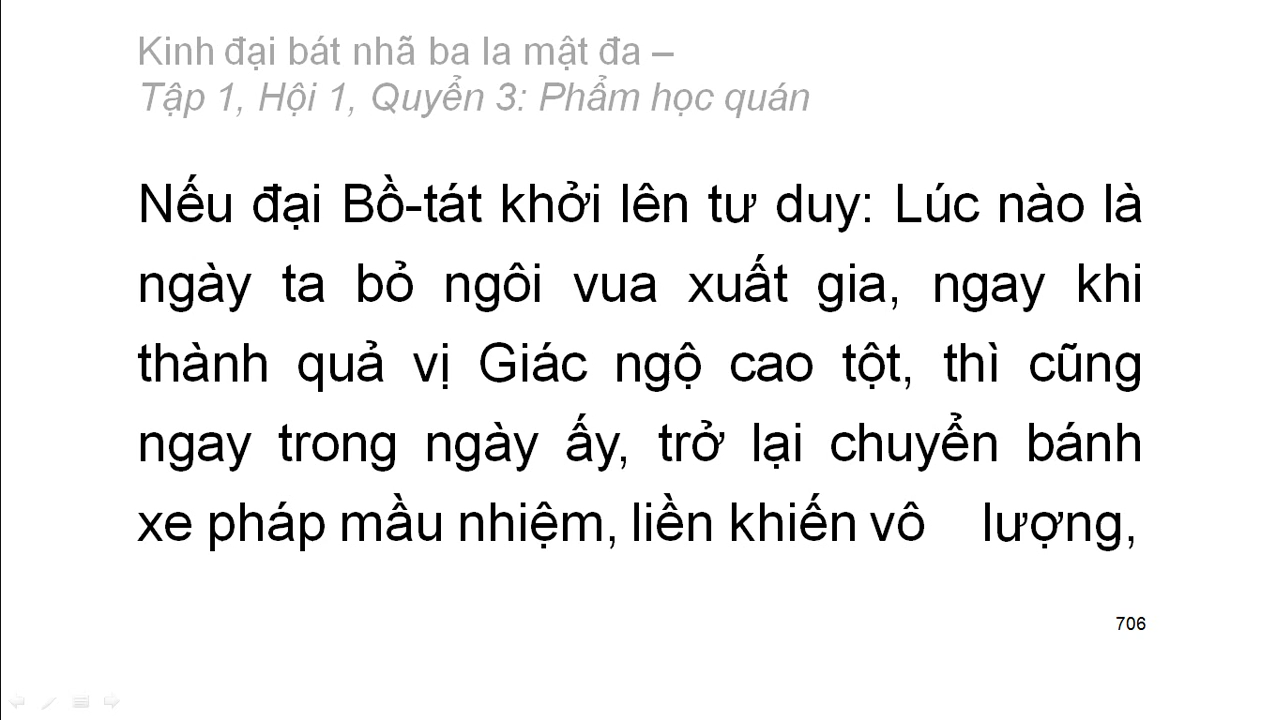 Kinh đại bát nhã ba la mật đa –
Tập 1, Hội 1, Quyển 3: Phẩm học quán
Nếu đại Bồ-tát khởi lên tư duy: Lúc nào là
ngày ta bỏ ngôi vua xuất gia, ngay khi
thành quả vị Giác ngộ cao tột, thì cũng
ngay trong ngày ấy, trở lại chuyển bánh
xe pháp mầu nhiệm, liền khiến vô lượng,
706